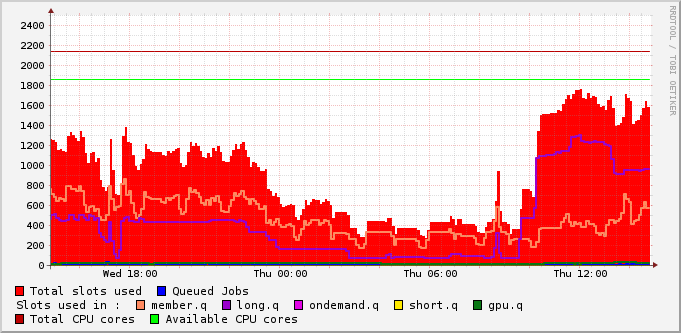 RRDTOOL / TOBI OETIKER
2400
2200
2000
1800
1600
1400
1200
1000
800
600
400
200
0
Wed 18:00 Thu 00:00 Thu 06:00 Thu 12:00
Total slots used Queued Jobs
Slots used in : member.q long.q ondemand.q short.q gpu.q
Total CPU cores Available CPU cores